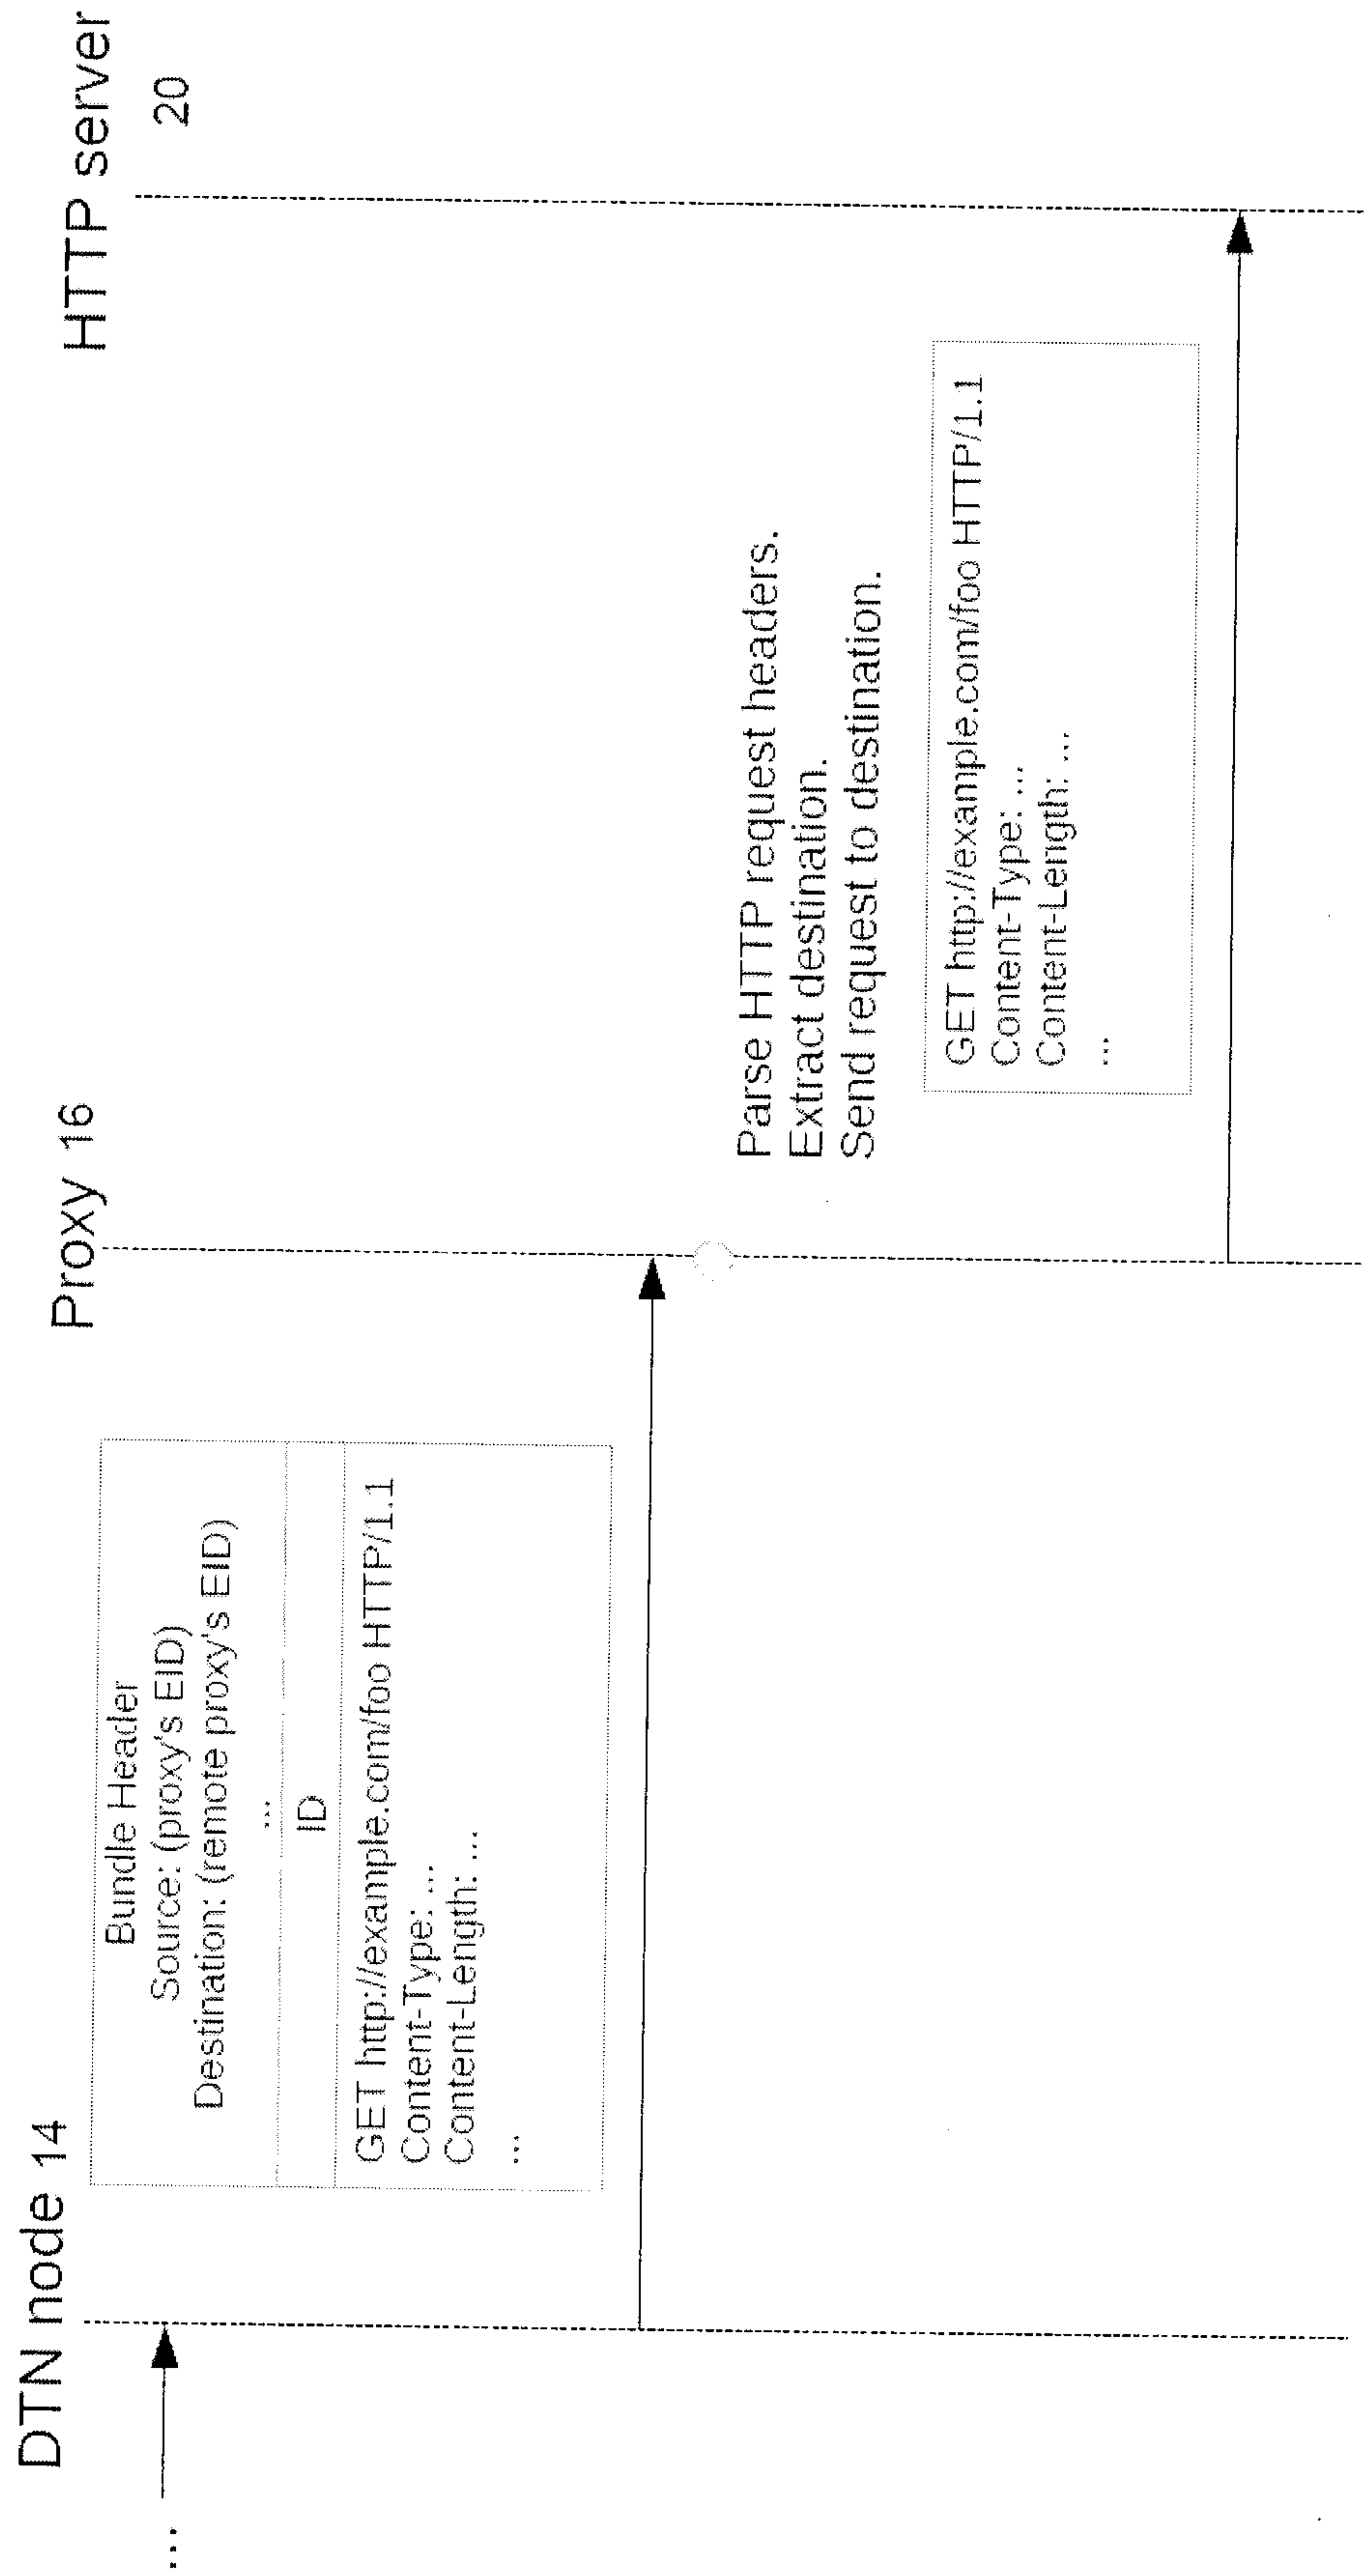 DTN node 14
Proxy 16
HTTP server
20
...
Bundle Header
Source: (proxy's EID)
Destination: (remote proxy's EID)
...
ID
GET http://example.com/foo HTTP/1.1
Content-Type: ...
Content-Length: ...
...
Parse HTTP request headers.
Extract destination.
Send request to destination.
GET http://example.com/foo HTTP/1.1
Content-Type: ...
Content-Length: ...
...